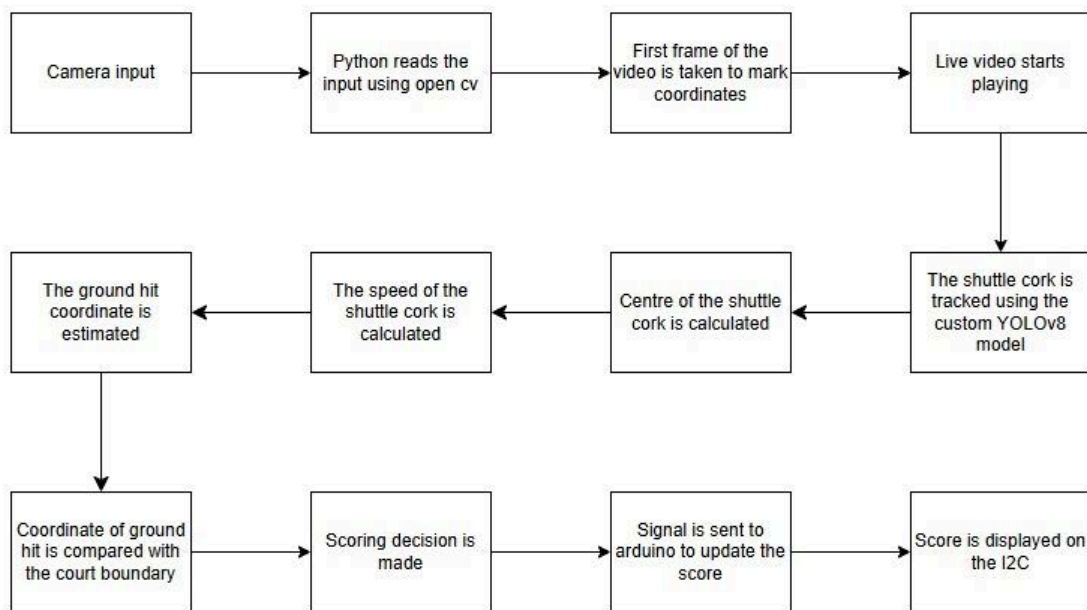 Camera input
Python reads the
input using open cv
First frame of the
video is taken to mark
coordinates
Live video starts
playing
The shuttle cork is
tracked using the
custom YOLOv8
model
Centre of the shuttle
cork is calculated
The speed of the
shuttle cork is
calculated
The ground hit
coordinate is
estimated
Coordinate of ground
hit is compared with
the court boundary
Scoring decision is
made
Signal is sent to
arduino to update the
score
Score is displayed on
the I2C